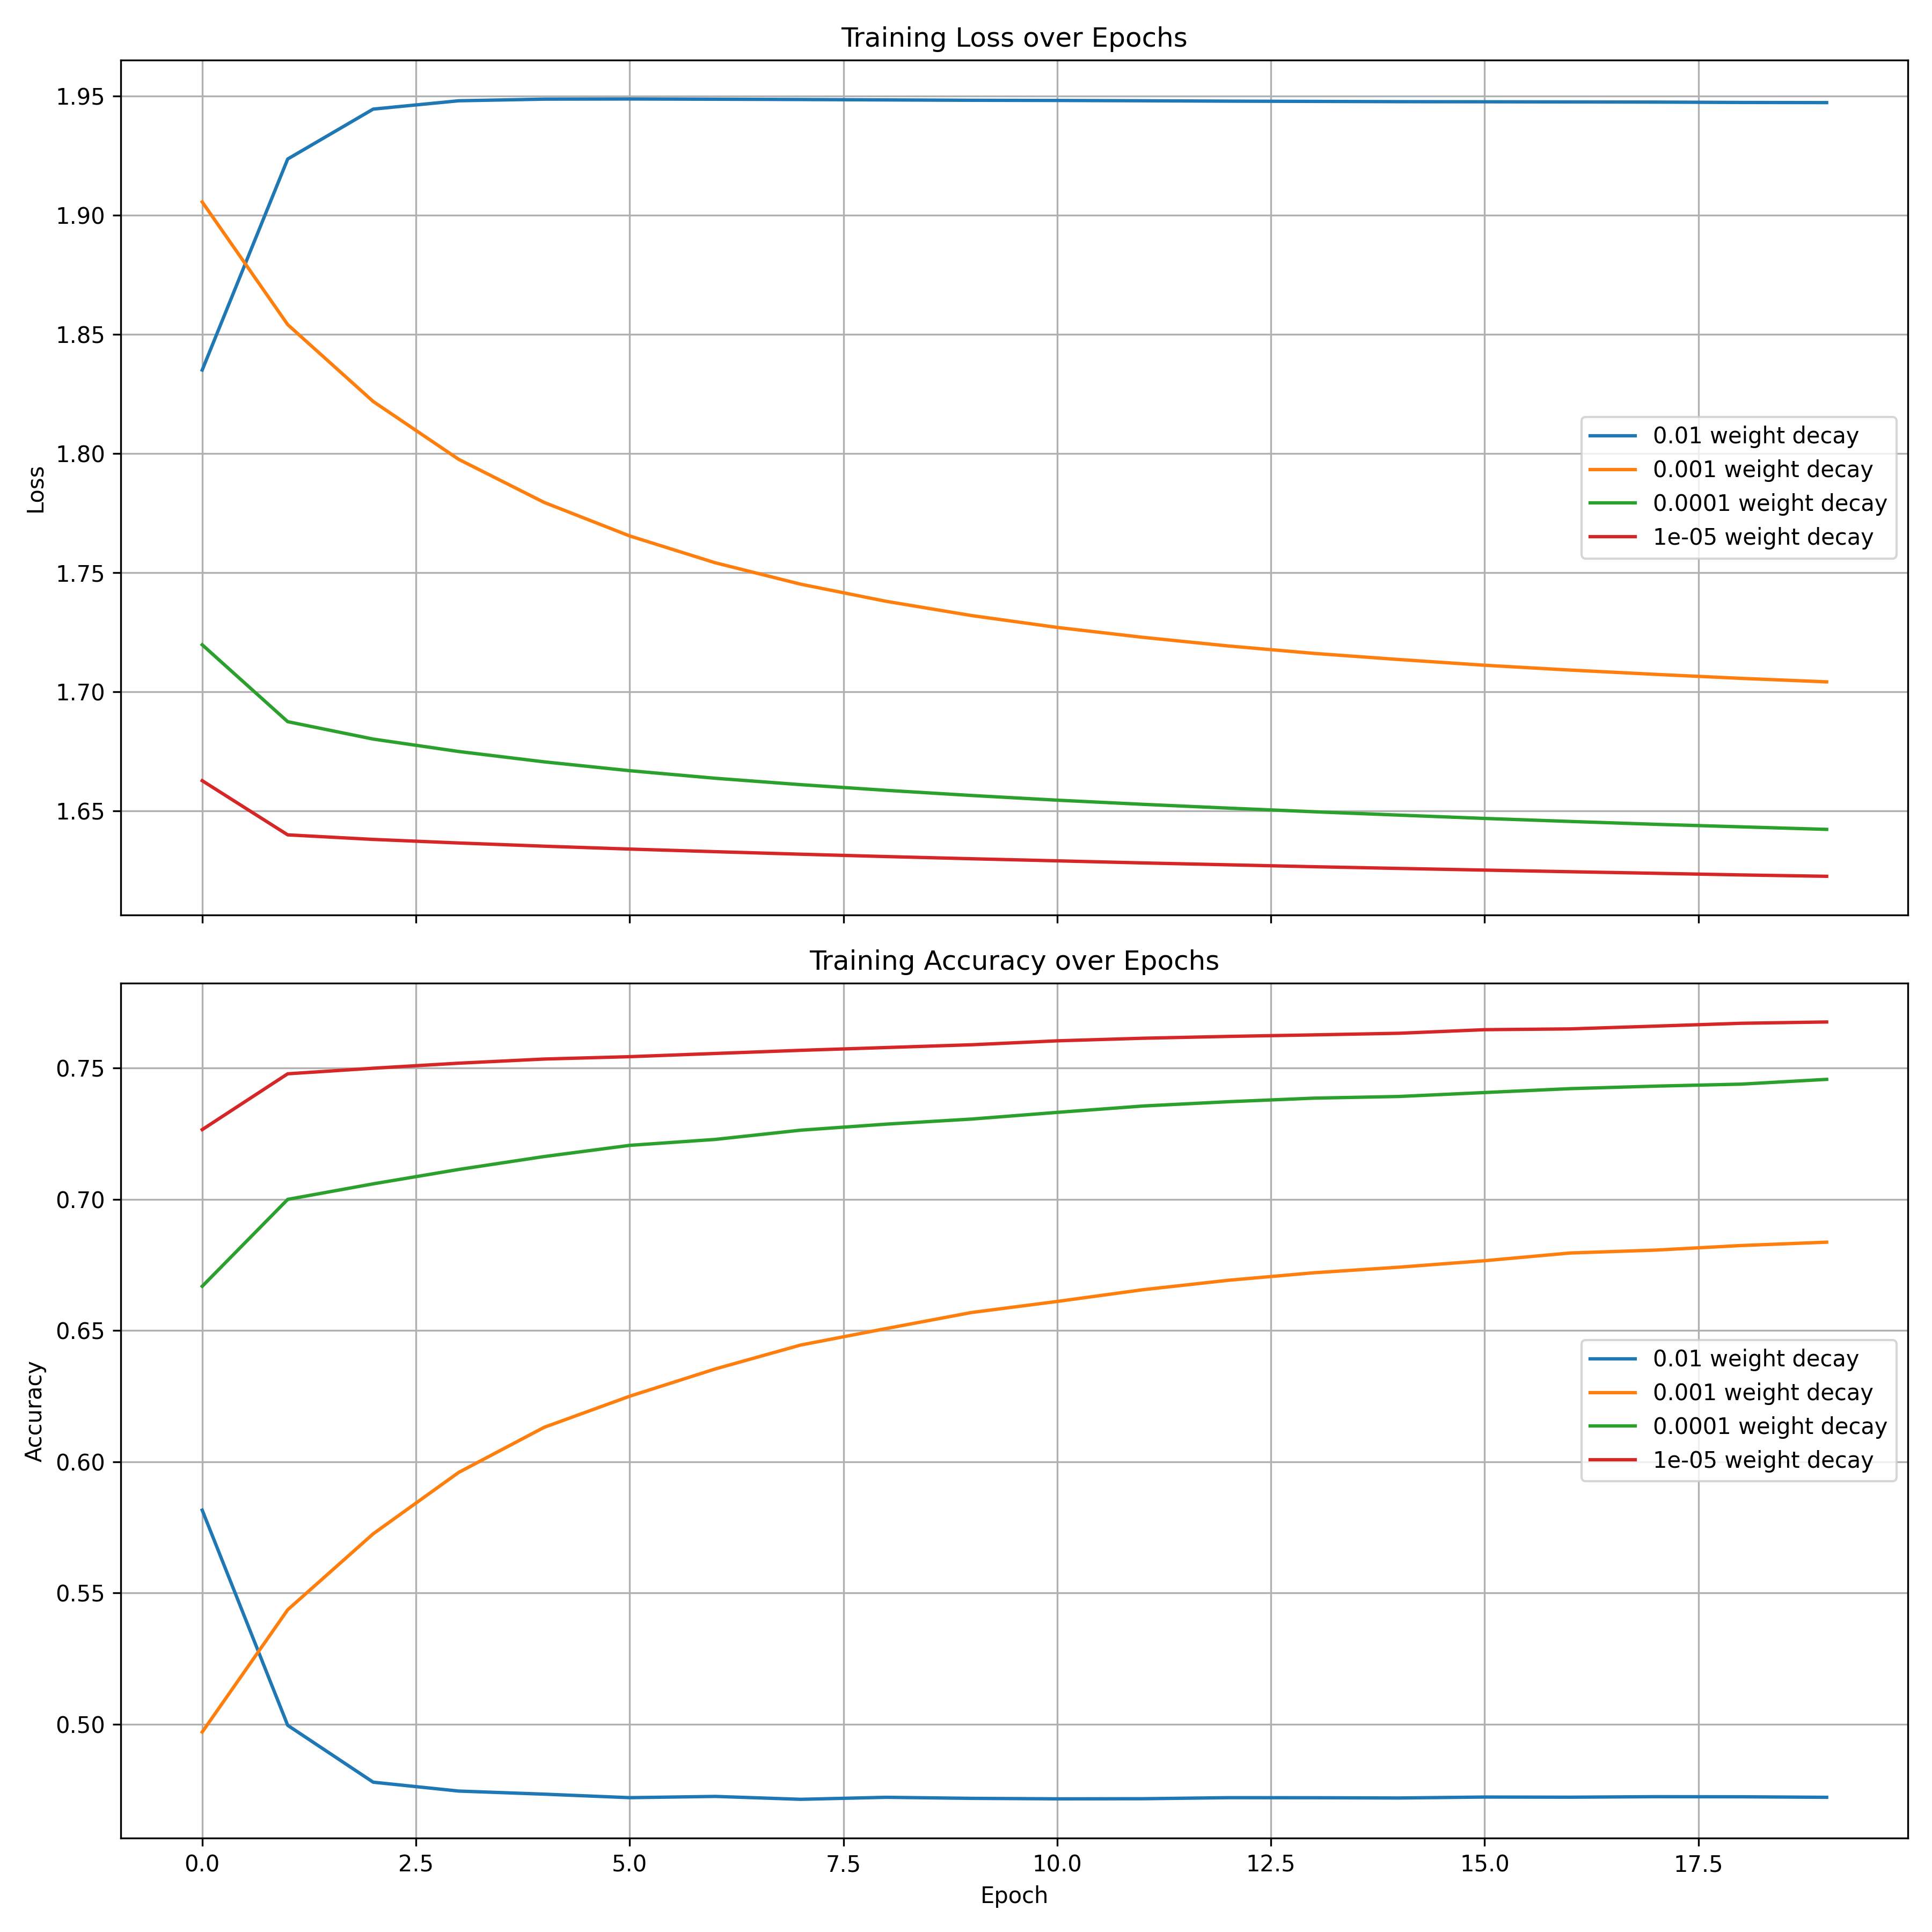 Training Loss over Epochs
1.95
1.90
1.85
1.80
1.75
1.70
1.65
Loss
0.01 weight decay
0.001 weight decay
0.0001 weight decay
1e-05 weight decay
Training Accuracy over Epochs
0.75
0.70
0.65
0.60
0.55
0.50
Accuracy
0.01 weight decay
0.001 weight decay
0.0001 weight decay
1e-05 weight decay
0.0 2.5 5.0 7.5 10.0 12.5 15.0 17.5
Epoch